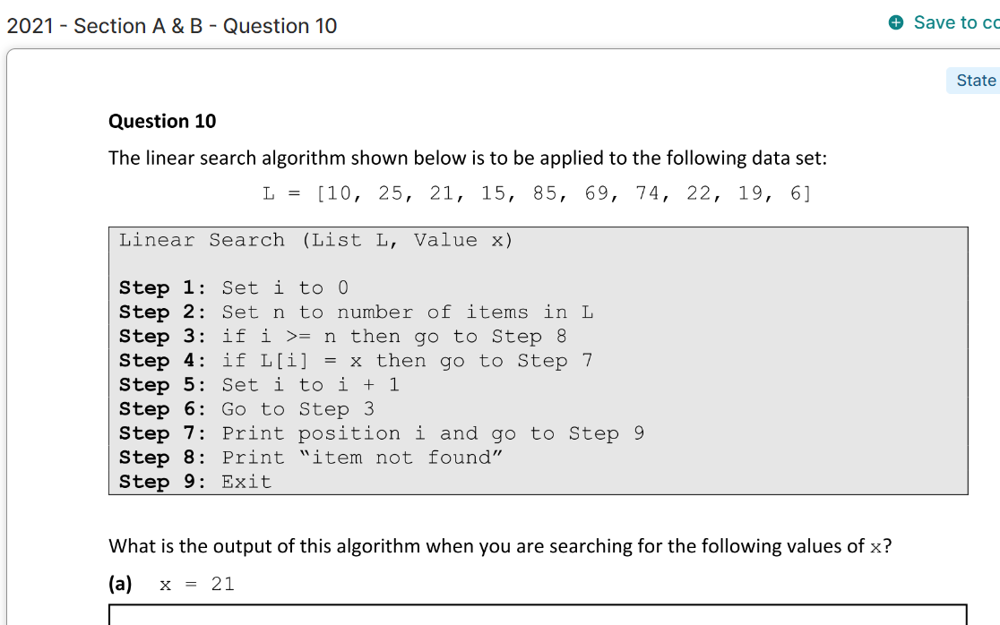 2021 - Section A & B - Question 10
Save to
State
Question 10
The linear search algorithm shown below is to be applied to the following data set:
L = [10, 25, 21, 15, 85, 69, 74, 22, 19, 6]
Linear Search (List L, Value x)
Step 1: Set i to 0
Step 2: Set n to number of items in L
Step 3: if i >= n then go to Step 8
Step 4: if L[i] = x then go to Step 7
Step 5: Set i to i + 1
Step 6: Go to Step 3
Step 7: Print position i and go to Step 9
Step 8: Print “item not found”
Step 9: Exit
What is the output of this algorithm when you are searching for the following values of x?
(a) x = 21